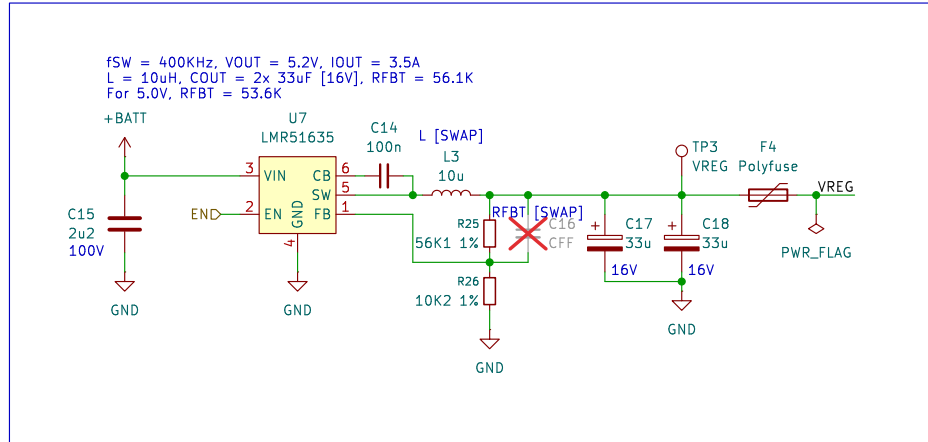 fSW = 400KHz, VOUT = 5.2V, IOUT = 3.5A
L = 10uH, COUT = 2x 33uF [16V], RFBT = 56.1K
For 5.0V, RFBT = 53.6K
+BATT
U7
LMR51635
C14
100n
L [SWAP]
L3
10u
TP3
VREG
F4
Polyfuse
3
VIN
CB
6
SW
5
2
EN
FB
1
GND
4
END
VREG
C15
2u2
100V
RFBT [SWAP]
R25
56K1 1%
C16
CFF
C17
33u
16V
C18
33u
16V
PWR_FLAG
R26
10K2 1%
GND
GND
GND
GND